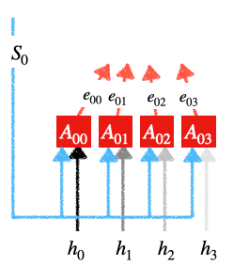 S₀
e₀₀ e₀₁ e₀₂ e₀₃
A₀₀ A₀₁ A₀₂ A₀₃
h₀ h₁ h₂ h₃